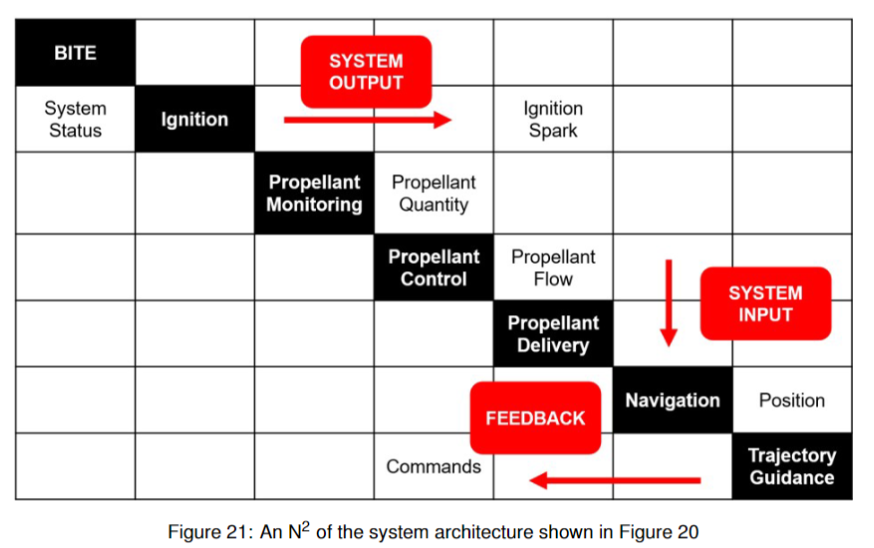 BITE
SYSTEM
OUTPUT
System
Status
Ignition
Ignition
Spark
Propellant
Monitoring
Propellant
Quantity
Propellant
Control
Propellant
Flow
SYSTEM
INPUT
Propellant
Delivery
FEEDBACK
Navigation
Position
Commands
Trajectory
Guidance
Figure 21: An N² of the system architecture shown in Figure 20